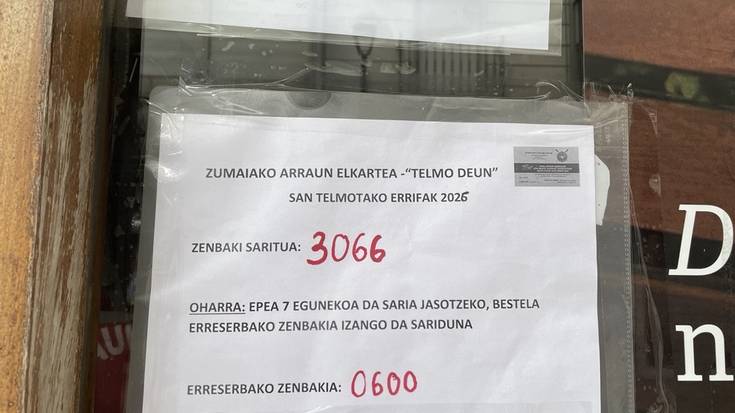 ZUMAIAKO ARRAUN ELKARTEA -“TELMO DEUN”
SAN TELMOTAKO ERRIFAK 2026
ZENBAKI SARITUA: 3066
OHARRA: EPEA 7 EGUNEKOA DA SARIA JASOTZEKO, BESTELA
ERRESERBAKO ZENBAKIA IZANGO DA SARIDUNA
ERRESERBAKO ZENBAKIA: 0600
D
n